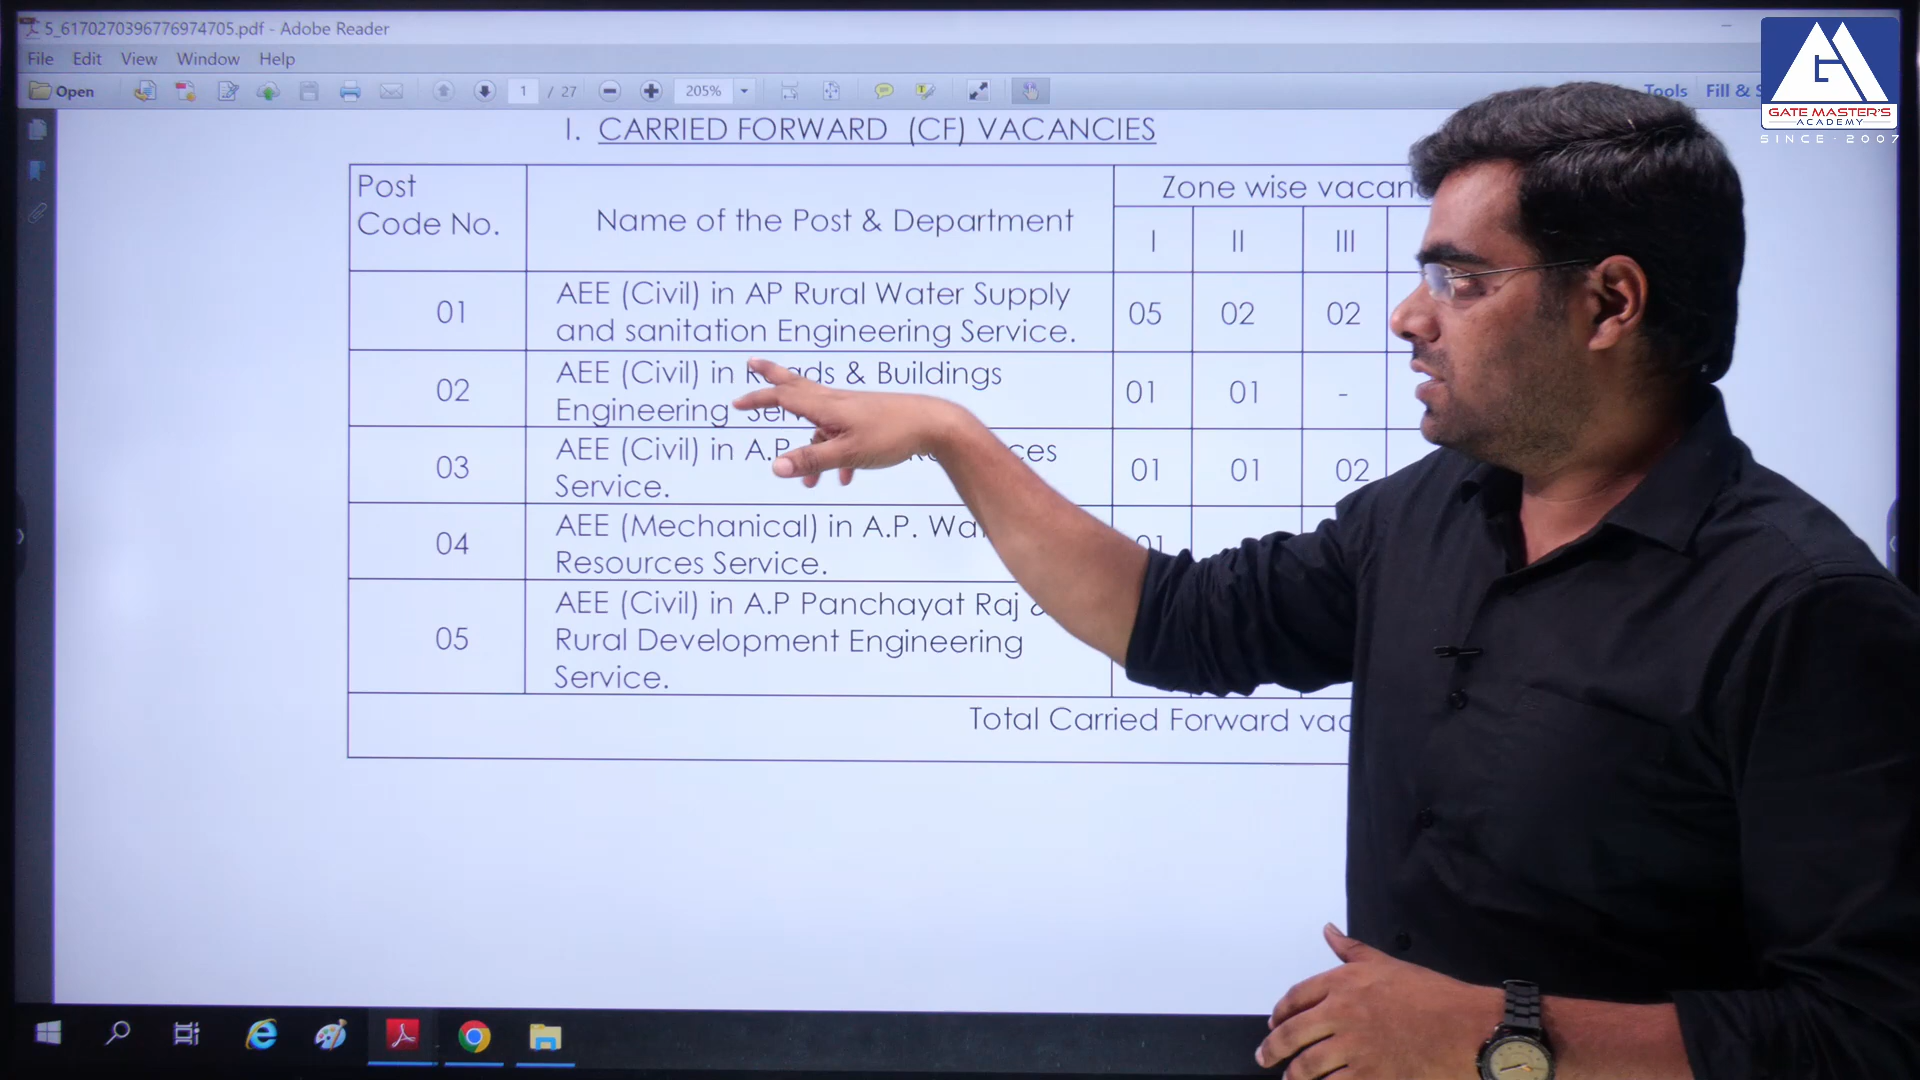 5_6170270396776974705.pdf - Adobe Reader
File Edit View Window Help
Open 1 / 27 205% Tools Fill &
GATE MASTER'S
ACADEMY
SINCE - 2007
I. CARRIED FORWARD (CF) VACANCIES
Post
Code No.
Name of the Post & Department
Zone wise
I II III
01
AEE (Civil) in AP Rural Water Supply
and sanitation Engineering Service.
05 02 02
02
AEE (Civil) in Roads & Buildings
Engineering
01 01 -
03
AEE (Civil) in A.P.
Service.
01 01 02
04
AEE (Mechanical) in A.P.
Resources Service.
01
05
AEE (Civil) in A.P Panchayat Raj &
Rural Development Engineering
Service.
Total Carried Forward